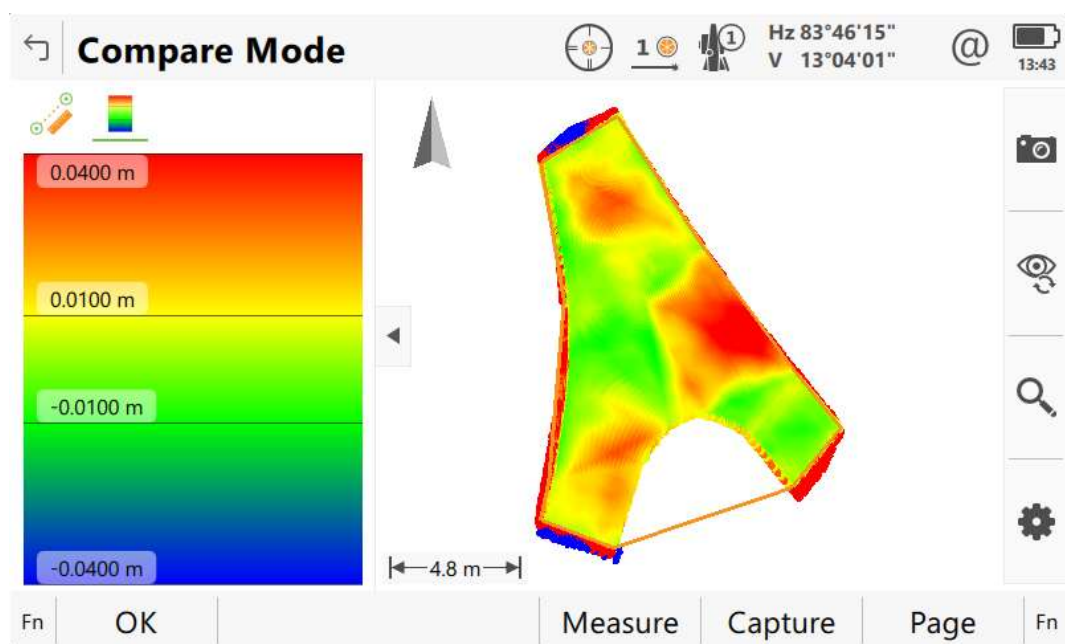 Compare Mode
1
1
Hz 83°46'15"
V 13°04'01"
@
13:43
0.0400 m
0.0100 m
-0.0100 m
-0.0400 m
4.8 m
Fn
OK
Measure
Capture
Page
Fn